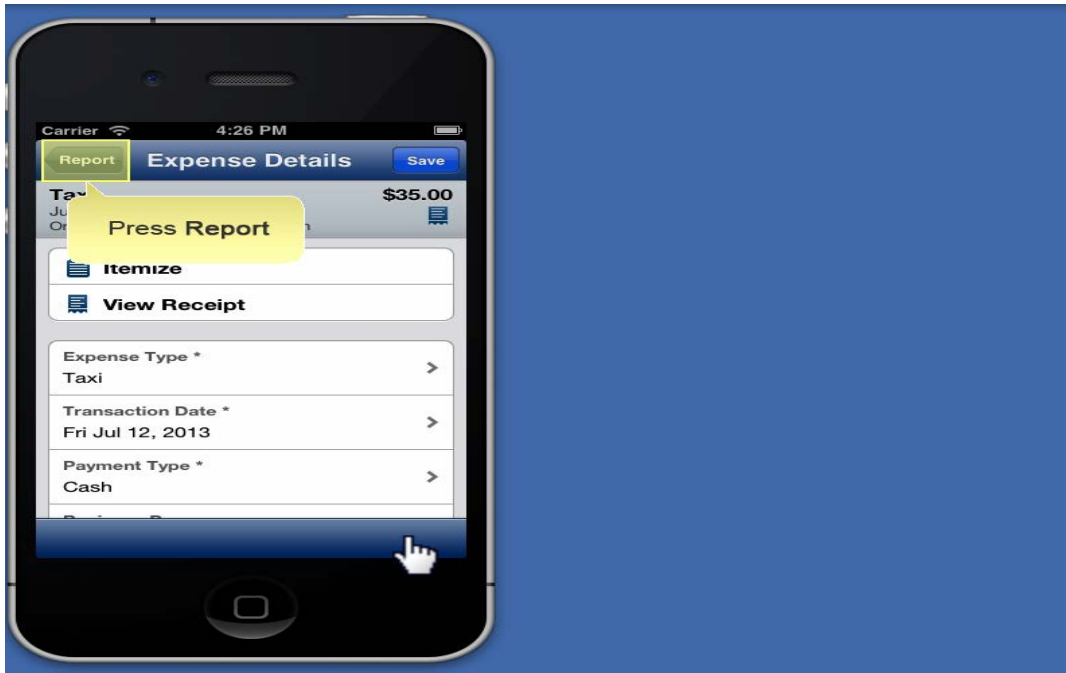 Carrier 4:26 PM
Report Expense Details Save
$35.00
Press Report
Itemize
View Receipt
Expense Type *
Taxi
Transaction Date *
Fri Jul 12, 2013
Payment Type *
Cash